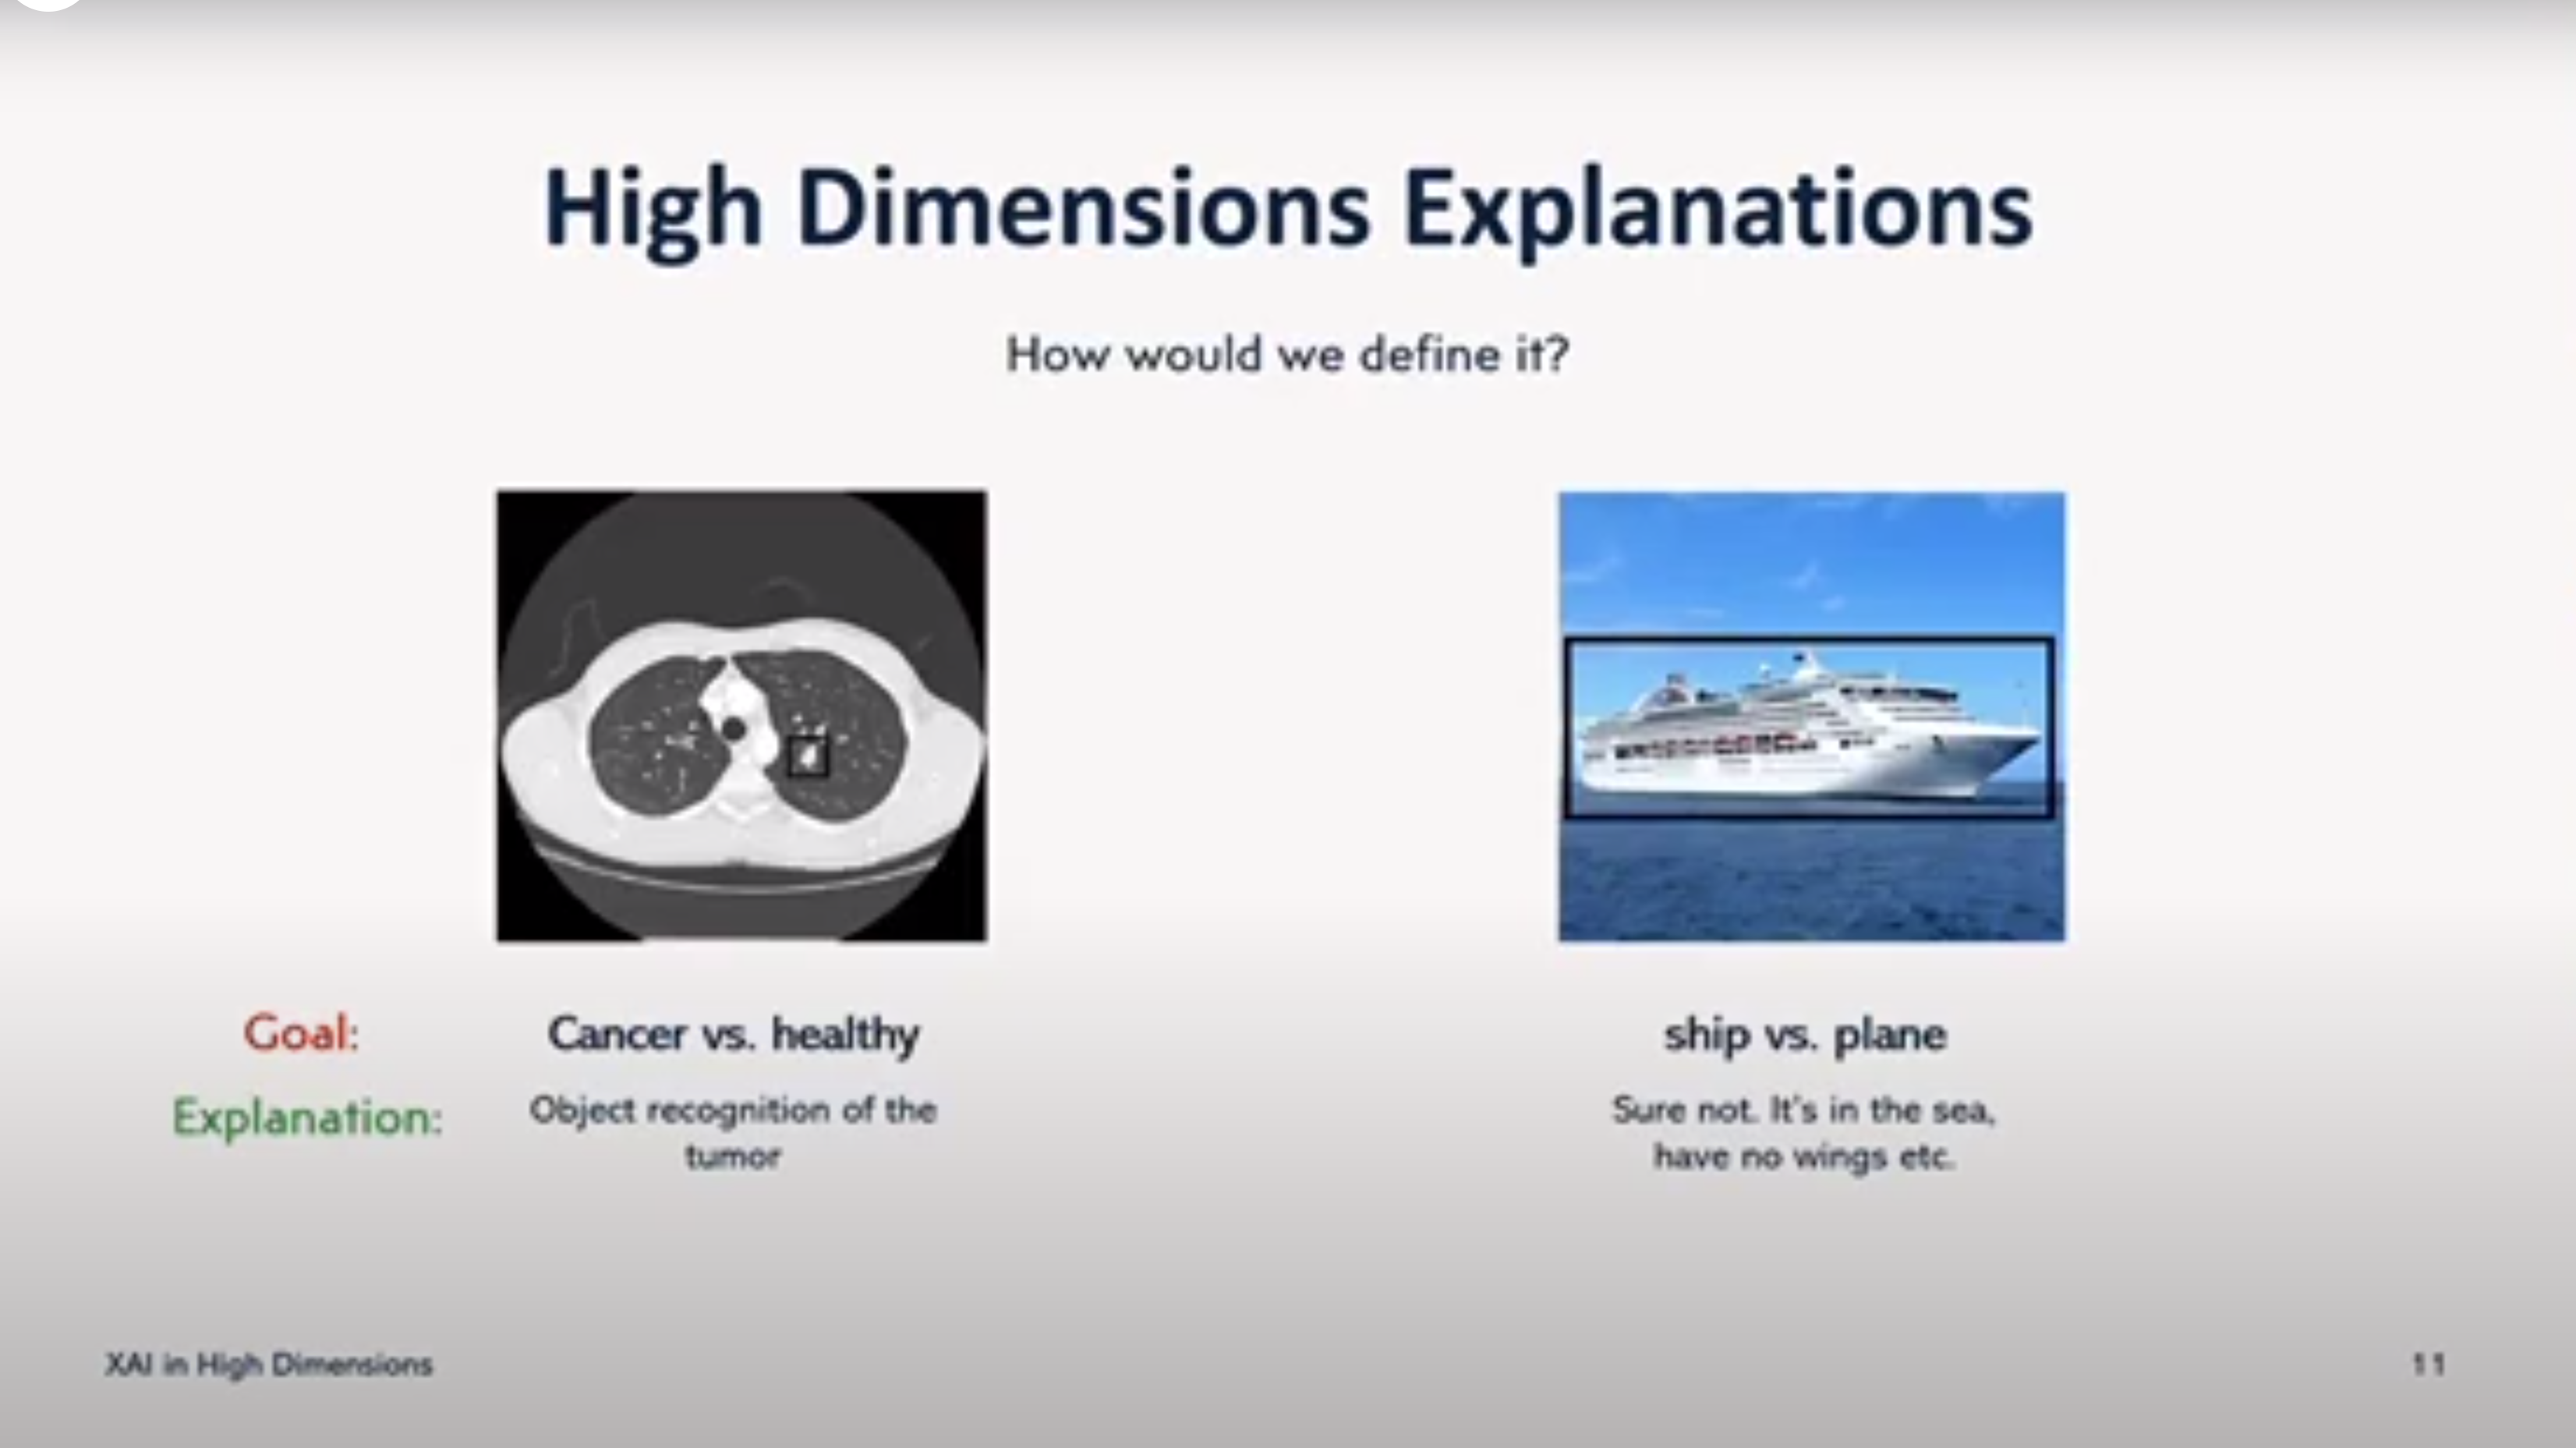 High Dimensions Explanations
How would we define it?
Goal:
Cancer vs. healthy
ship vs. plane
Explanation:
Object recognition of the
tumor
Sure not. It's in the sea,
have no wings etc.
XAI in High Dimensions
11